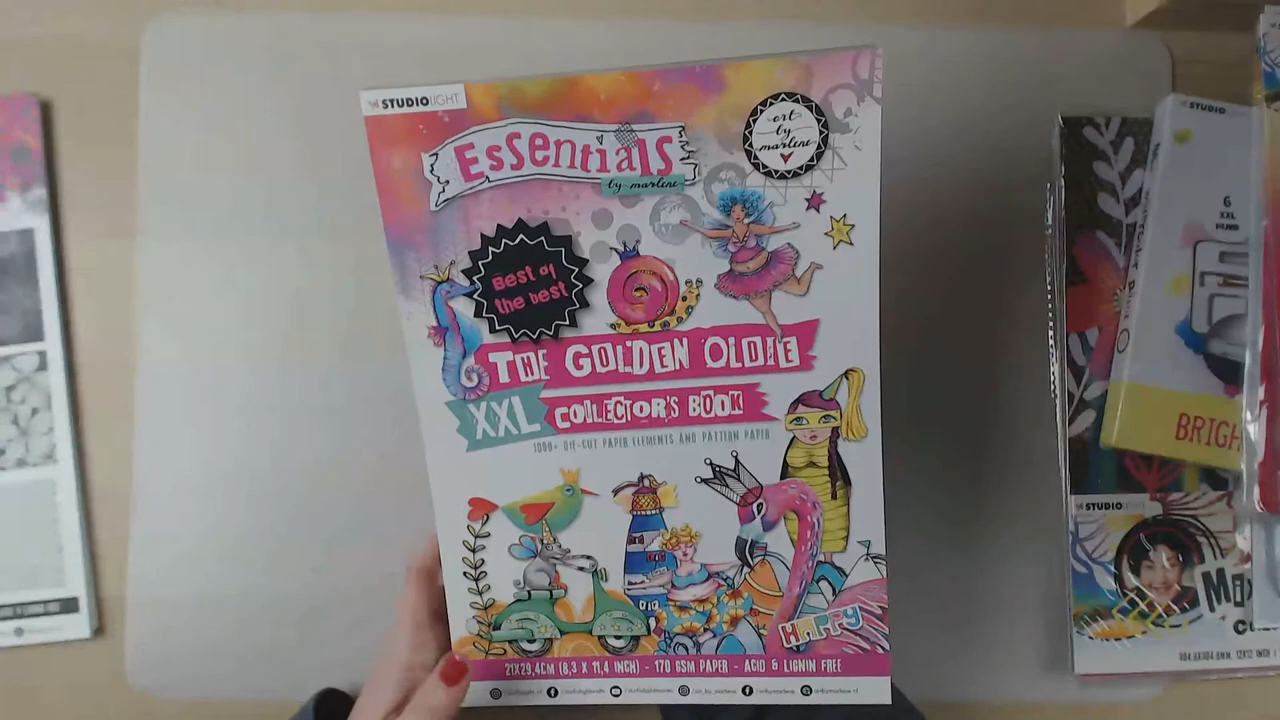 STUDIOLIGHT
Essentials
by marlene
art
by
marlene
Best of
the best
THE GOLDEN OLDIE
XXL COLLECTOR'S BOOK
1000+ DIE-CUT PAPER ELEMENTS AND PATTERN PAPER
HAPPY
21X29,4CM (8,3 X 11,4 INCH) - 170 GSM PAPER - ACID & LIGNIN FREE
STUDIO
6
XXL
BRIGH
STUDIOLIGHT